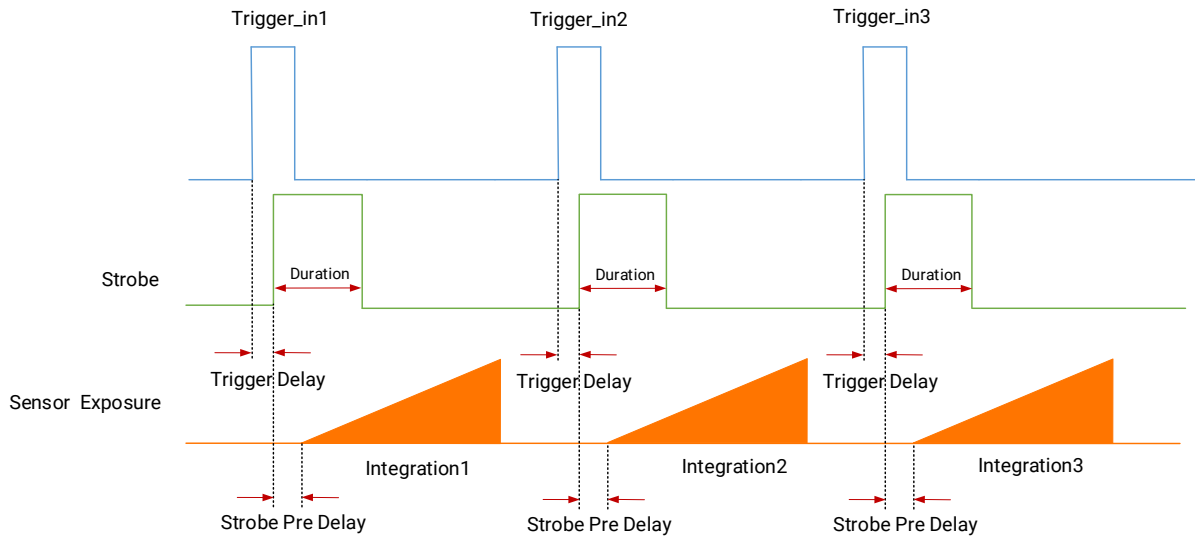 Trigger_in1
Trigger_in2
Trigger_in3
Strobe
Duration
Duration
Duration
Trigger Delay
Trigger Delay
Trigger Delay
Sensor Exposure
Integration1
Integration2
Integration3
Strobe Pre Delay
Strobe Pre Delay
Strobe Pre Delay